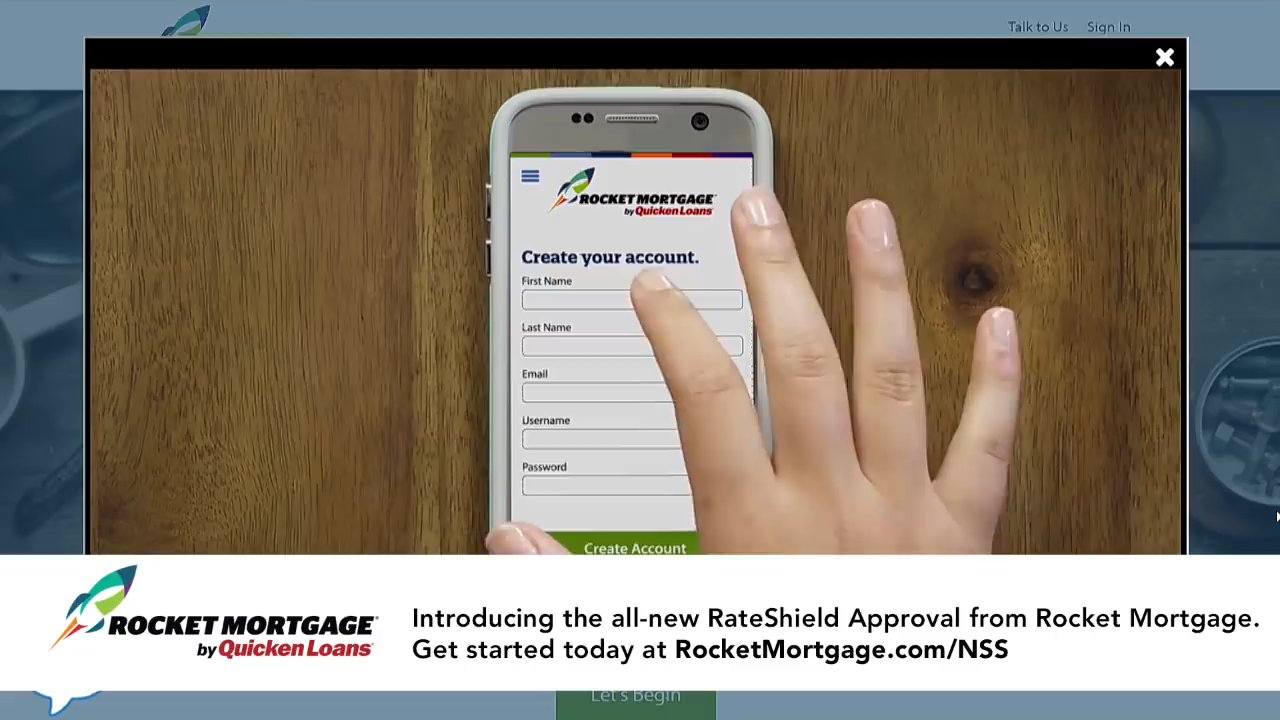 Talk to Us Sign In
ROCKET MORTGAGE
by Quicken Loans
Create your account.
First Name
Last Name
Email
Username
Password
Create Account
ROCKET MORTGAGE
by Quicken Loans
Introducing the all-new RateShield Approval from Rocket Mortgage.
Get started today at RocketMortgage.com/NSS
Let's Begin